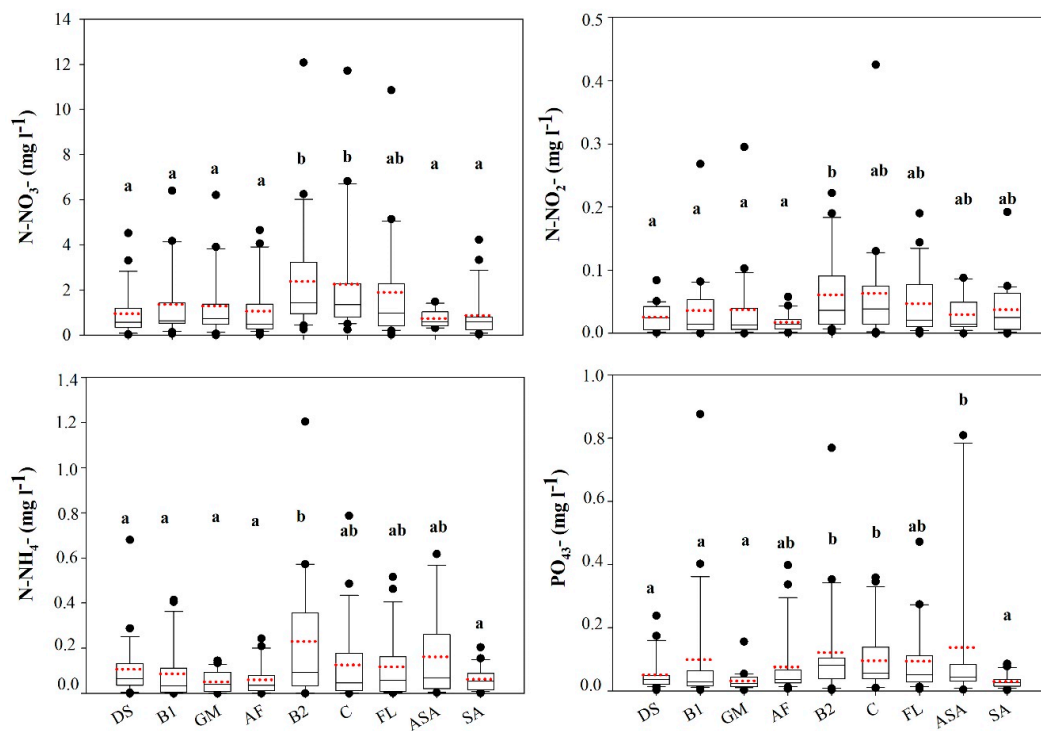 14
12
10
8
6
4
2
0
N-NO3- (mg l-1)
a a a a b b ab a a
0.5
0.4
0.3
0.2
0.1
0.0
N-NO2- (mg l-1)
a a a a b ab ab ab ab
1.4
1.2
1.0
0.8
0.6
0.4
0.2
0.0
N-NH4- (mg l-1)
a a a a b ab ab ab a
DS B1 GM AF B2 C FL ASA SA
1.0
0.8
0.6
0.4
0.2
0.0
PO43- (mg l-1)
a a a ab b b ab b a
DS B1 GM AF B2 C FL ASA SA